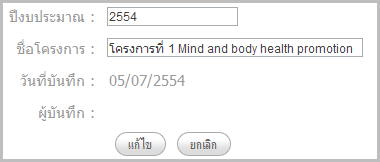 ปีงบประมาณ : 2554
ชื่อโครงการ : โครงการที่ 1 Mind and body health promotion
วันที่บันทึก : 05/07/2554
ผู้บันทึก :
แก้ไข ยกเลิก